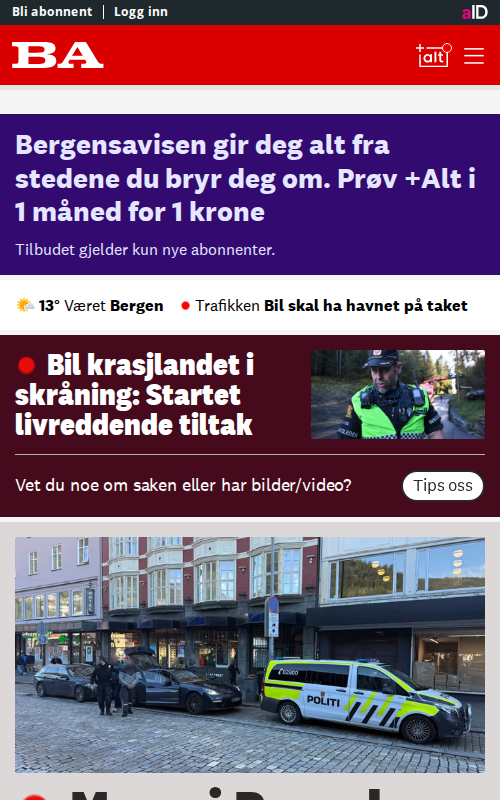 Bli abonnent
Logg inn
aID
BA
+alt
Bergensavisen gir deg alt fra
stedene du bryr deg om. Prøv +Alt i
1 måned for 1 krone
Tilbudet gjelder kun nye abonnenter.
13° Været Bergen
Trafikken Bil skal ha havnet på taket
Bil krasjlandet i
skråning: Startet
livreddende tiltak
Vet du noe om saken eller har bilder/video?
Tips oss
02800
POLITI